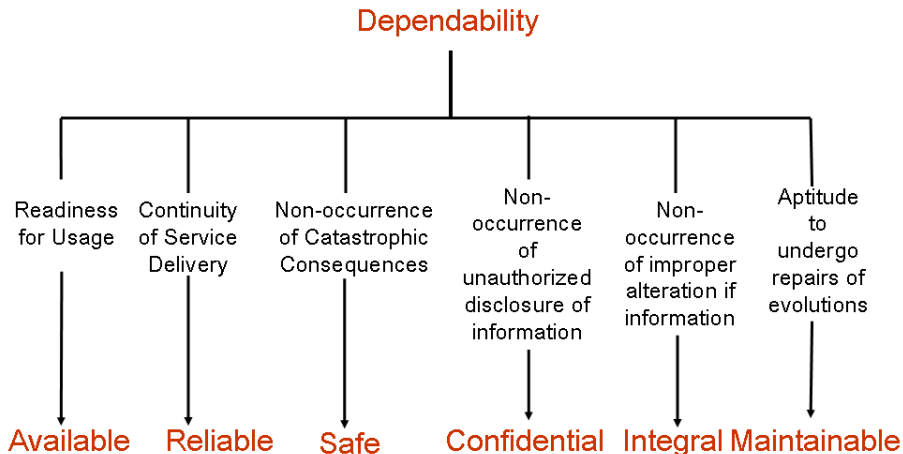 Dependability
Readiness
for Usage
Continuity
of Service
Delivery
Non-occurrence
of Catastrophic
Consequences
Non-
occurrence
of
unauthorized
disclosure of
information
Non-
occurrence
of improper
alteration if
information
Aptitude
to
undergo
repairs of
evolutions
Available
Reliable
Safe
Confidential
Integral
Maintainable